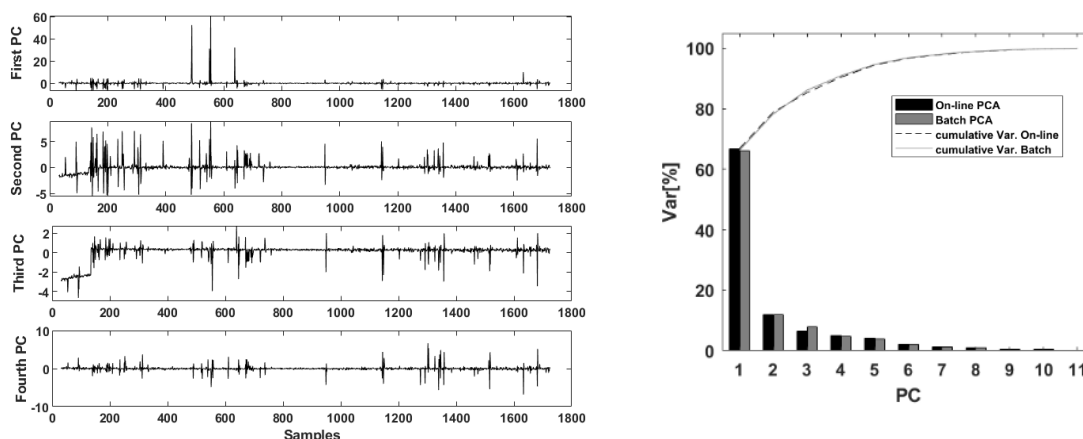 60
40
20
0
First PC
0 200 400 600 800 1000 1200 1400 1600 1800
5
0
-5
Second PC
0 200 400 600 800 1000 1200 1400 1600 1800
2
0
-2
-4
Third PC
0 200 400 600 800 1000 1200 1400 1600 1800
10
0
-10
Fourth PC
0 200 400 600 800 1000 1200 1400 1600 1800
Samples
100
80
60
40
20
0
Var[%]
On-line PCA
Batch PCA
cumulative Var. On-line
cumulative Var. Batch
1 2 3 4 5 6 7 8 9 10 11
PC